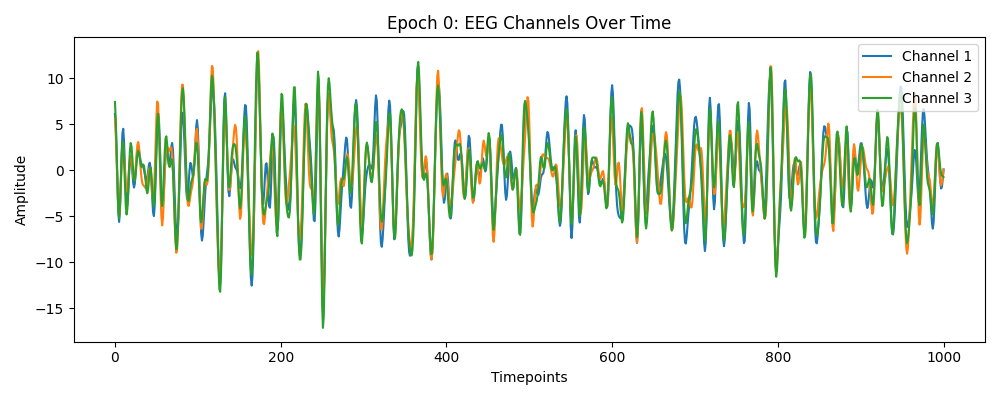 Epoch 0: EEG Channels Over Time
Channel 1
Channel 2
Channel 3
Amplitude
10
5
0
−5
−10
−15
0
200
400
600
800
1000
Timepoints